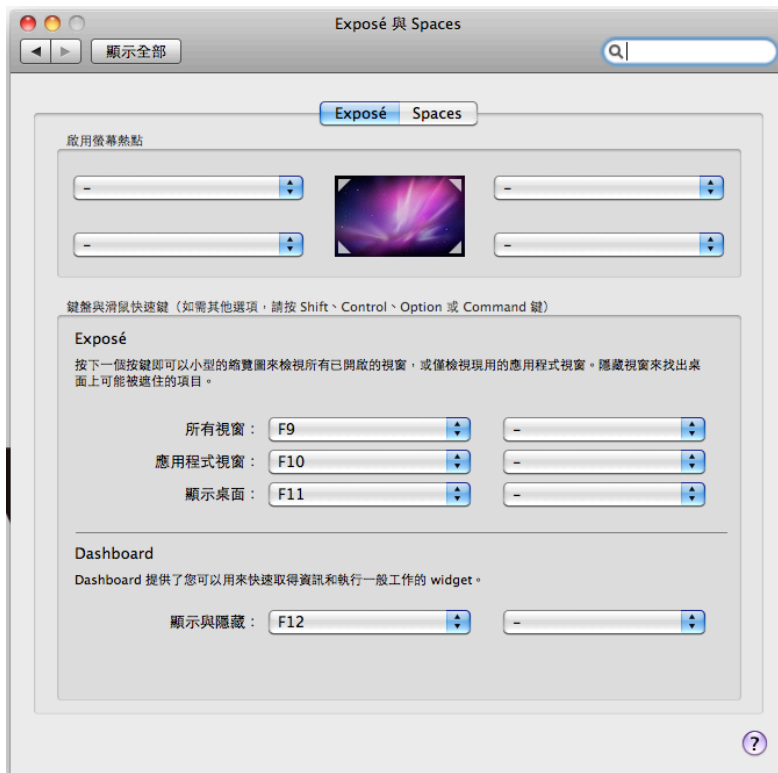 Exposé 與 Spaces
顯示全部
Exposé Spaces
啟用螢幕熱點
– –
– –
鍵盤與滑鼠快速鍵（如需其他選項，請按 Shift、Control、Option 或 Command 鍵）
Exposé
按下一個按鍵即可以小型的縮覽圖來檢視所有已開啟的視窗，或僅檢視現用的應用程式視窗。隱藏視窗來找出桌
面上可能被遮住的項目。
所有視窗： F9 –
應用程式視窗： F10 –
顯示桌面： F11 –
Dashboard
Dashboard 提供了您可以用來快速取得資訊和執行一般工作的 widget。
顯示與隱藏： F12 –
?